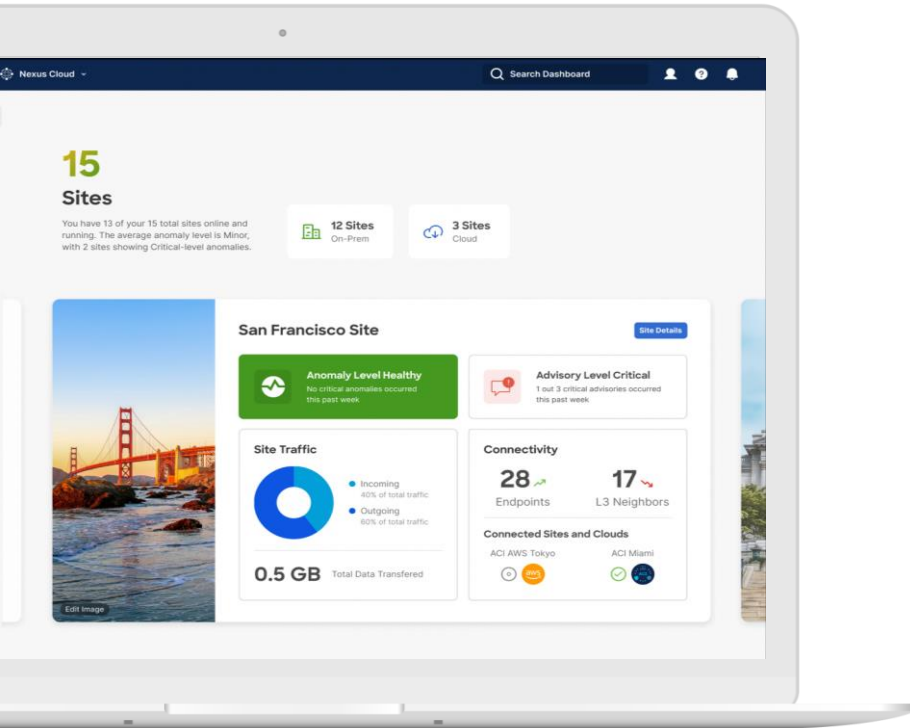 Nexus Cloud
Search Dashboard
15
Sites
You have 13 of your 15 total sites online and
running. The average anomaly level is Minor,
with 2 sites showing Critical-level anomalies.
12 Sites
On-Prem
3 Sites
Cloud
San Francisco Site
Site Details
Anomaly Level Healthy
No critical anomalies occurred
this past week
Advisory Level Critical
1 out 3 critical advisories occurred
this past week
Site Traffic
Incoming
40% of total traffic
Outgoing
60% of total traffic
0.5 GB Total Data Transfered
Connectivity
28
Endpoints
17
L3 Neighbors
Connected Sites and Clouds
ACI AWS Tokyo
aws
ACI Miami
Edit Image